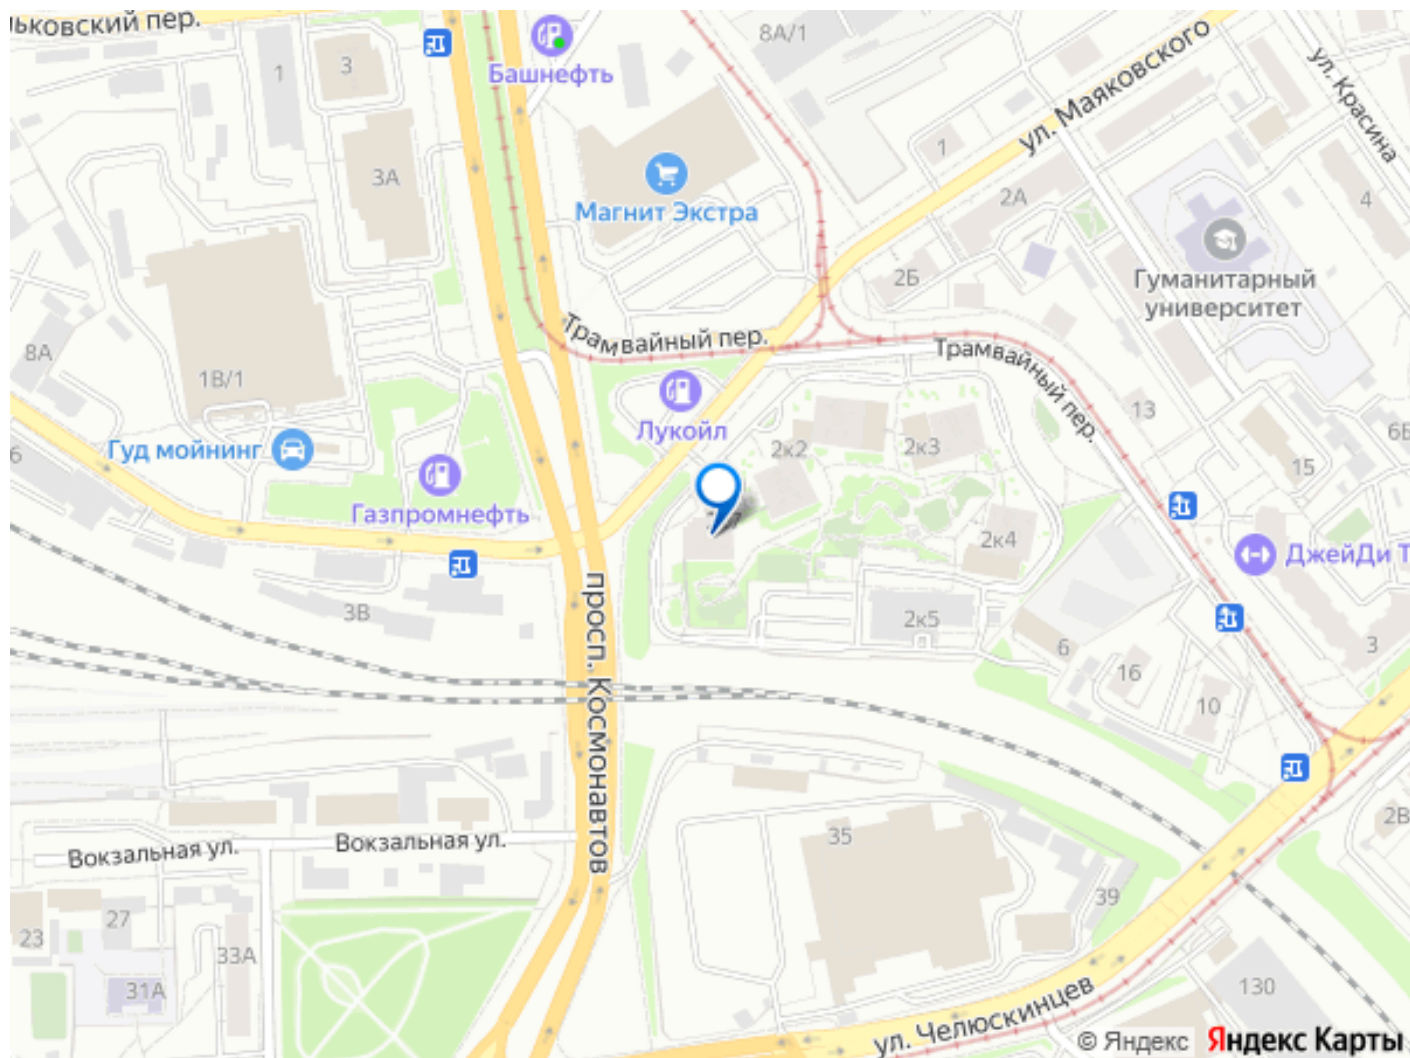 ьковский пер.
Башнефть
8А/1
1
3
3А
ул. Маяковского
ул. Красина
1
2А
4
Магнит Экстра
Гуманитарный
университет
2Б
8А
1В/1
Трамвайный пер.
Трамвайный пер.
Лукойл
13
6Б
Гуд мойнинг
6
2к2
2к3
15
Газпромнефть
2к4
ДжейДи Т
3В
2к5
6
3
16
10
просп. Космонавтов
Вокзальная ул.
Вокзальная ул.
35
2В
39
27
23
33А
31А
130
ул. Челюскинцев
© Яндекс Яндекс Карты